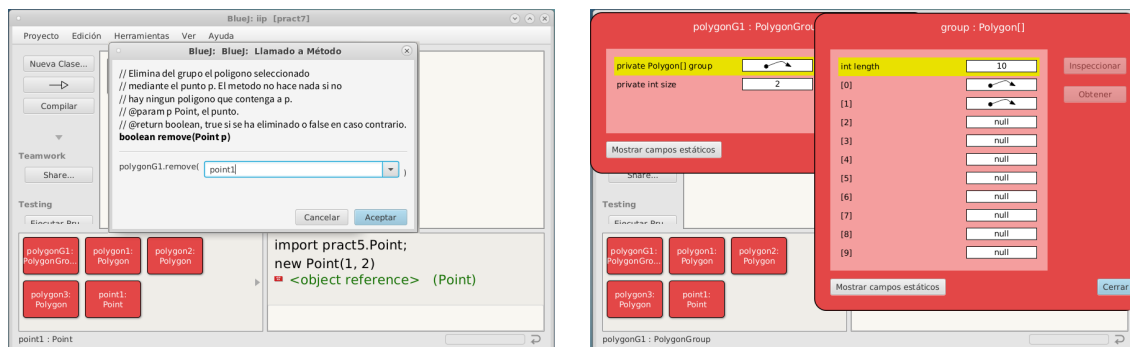 BlueJ: iip [pract7]
Proyecto Edición Herramientas Ver Ayuda
Nueva Clase...
Compilar
Teamwork
Share...
Testing
BlueJ: BlueJ: Llamado a Método
// Elimina del grupo el poligono seleccionado
// mediante el punto p. El metodo no hace nada si no
// hay ningun poligono que contenga a p.
// @param p Point, el punto.
// @return boolean, true si se ha eliminado o false en caso contrario.
boolean remove(Point p)
polygonG1.remove( point1 )
Cancelar Aceptar
polygonG1:
PolygonGro...
polygon1:
Polygon
polygon2:
Polygon
polygon3:
Polygon
point1:
Point
import pract5.Point;
new Point(1, 2)
<object reference> (Point)
point1 : Point
polygonG1 : PolygonGrou
private Polygon[] group
private int size 2
Mostrar campos estáticos
group : Polygon[]
int length 10
[0]
[1]
[2] null
[3] null
[4] null
[5] null
[6] null
[7] null
[8] null
[9] null
Inspeccionar
Obtener
Mostrar campos estáticos
Cerrar
Share...
Testing
polygonG1:
PolygonGro...
polygon1:
Polygon
polygon2:
Polygon
polygon3:
Polygon
point1:
Point
polygonG1 : PolygonGroup